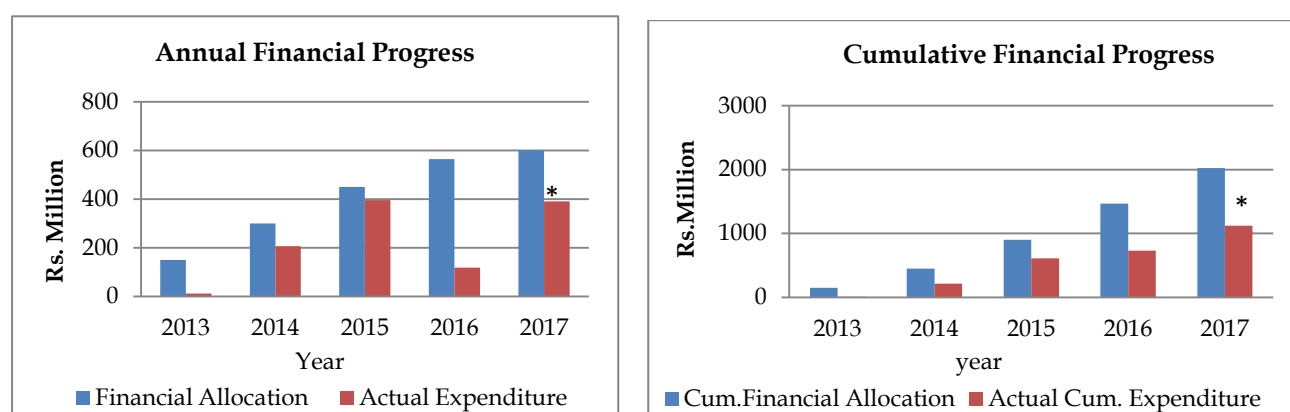 Annual Financial Progress
Rs. Million
800
600
400
200
0
*
2013 2014 2015 2016 2017
Year
Financial Allocation Actual Expenditure
Cumulative Financial Progress
Rs.Million
3000
2000
1000
0
*
2013 2014 2015 2016 2017
year
Cum.Financial Allocation Actual Cum. Expenditure